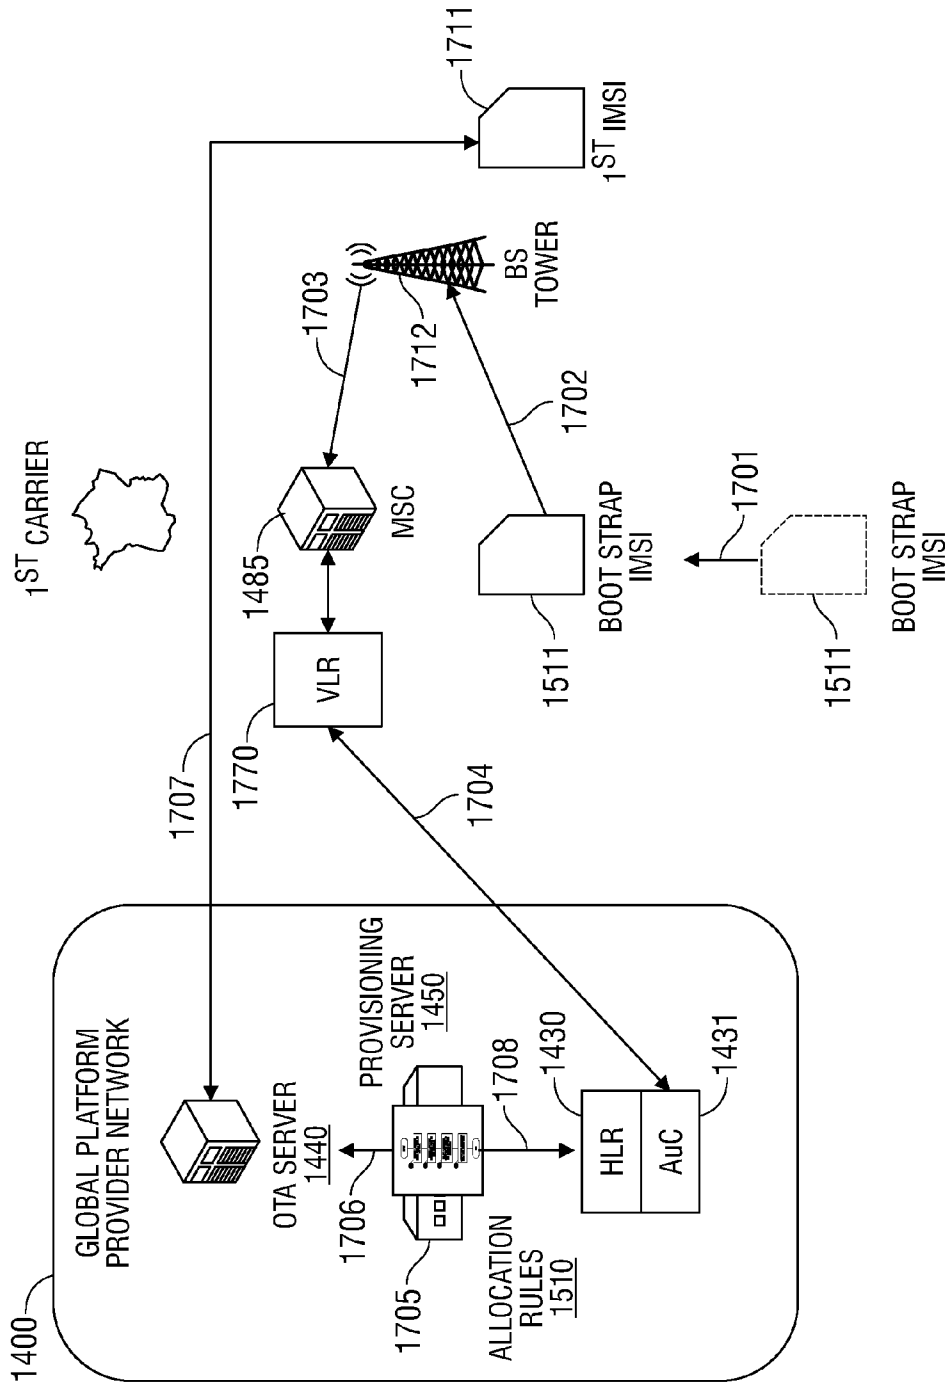 1400
GLOBAL PLATFORM
PROVIDER NETWORK
OTA SERVER
1440
1706
PROVISIONING
SERVER
1450
1705
ALLOCATION
RULES
1510
1708
HLR
AuC
1430
1431
1707
1704
1770
VLR
1485
MSC
1ST CARRIER
1703
1712
BS
TOWER
1702
1511
BOOT STRAP
IMSI
1701
1511
BOOT STRAP
IMSI
1711
1ST IMSI